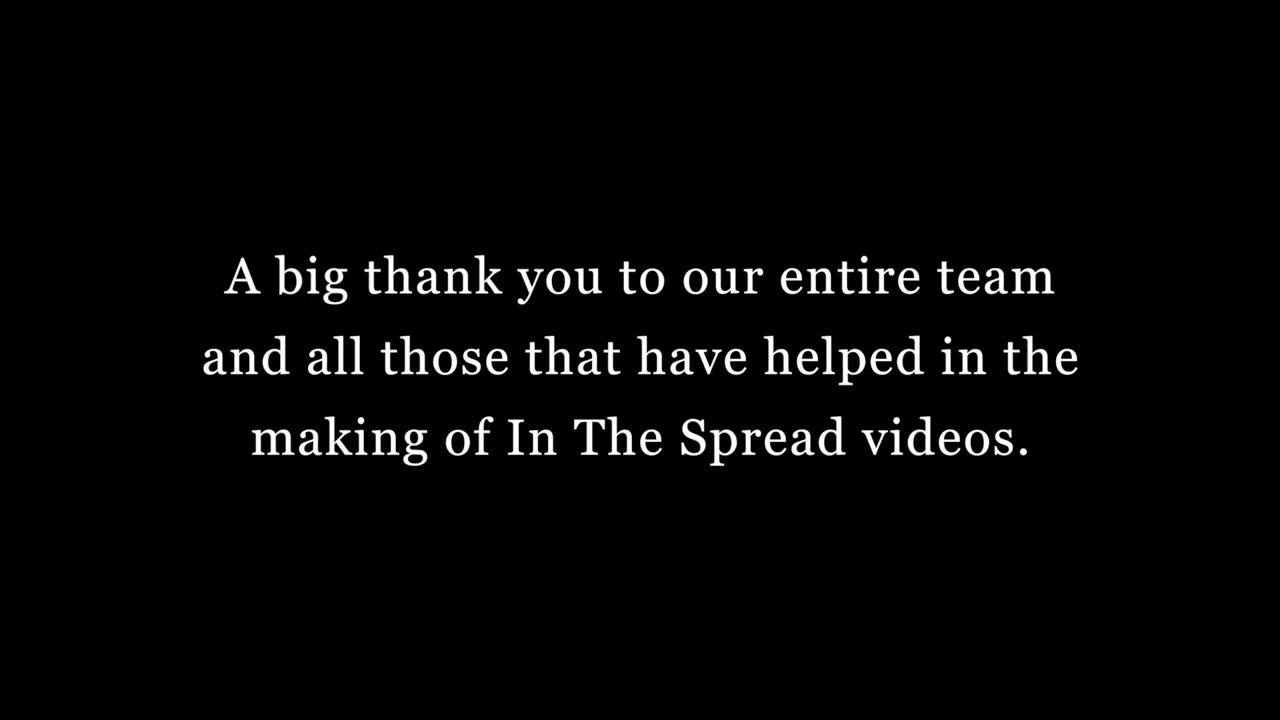 A big thank you to our entire team
and all those that have helped in the
making of In The Spread videos.